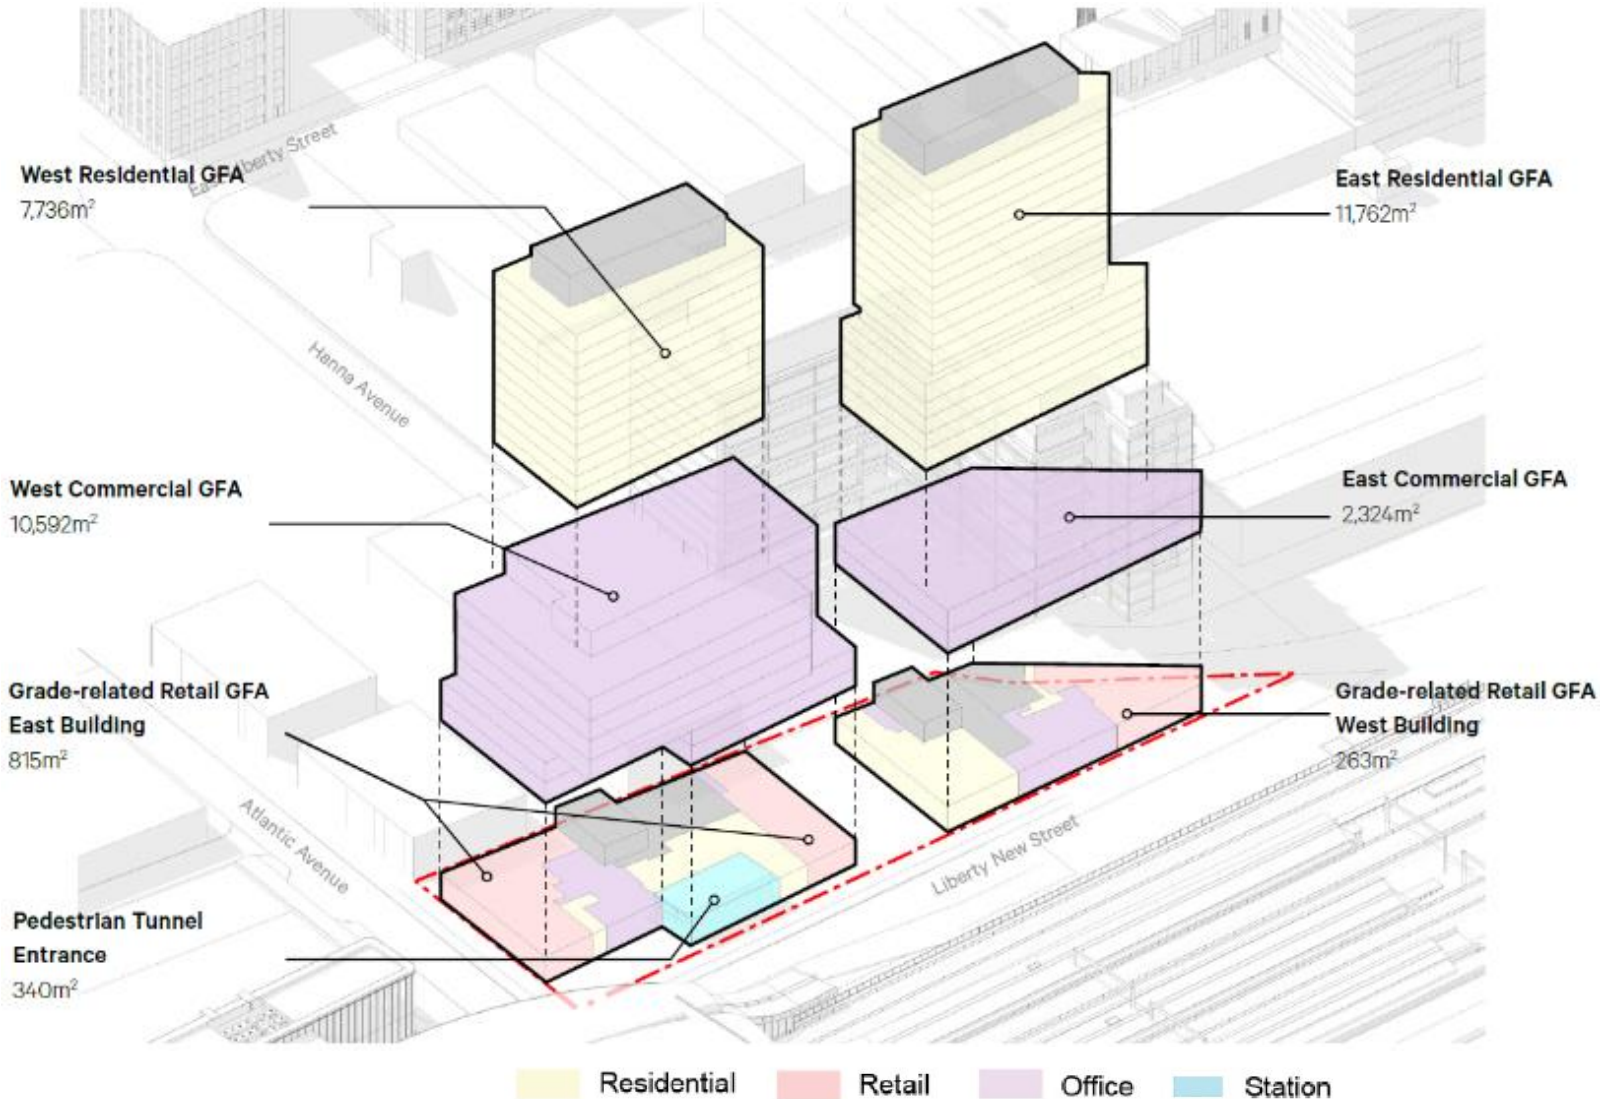 East Liberty Street
West Residential GFA
7,736m²
East Residential GFA
11,762m²
Hanna Avenue
West Commercial GFA
10,592m²
East Commercial GFA
2,324m²
Grade-related Retail GFA
East Building
815m²
Grade-related Retail GFA
West Building
263m²
Atlantic Avenue
Liberty New Street
Pedestrian Tunnel
Entrance
340m²
Residential
Retail
Office
Station